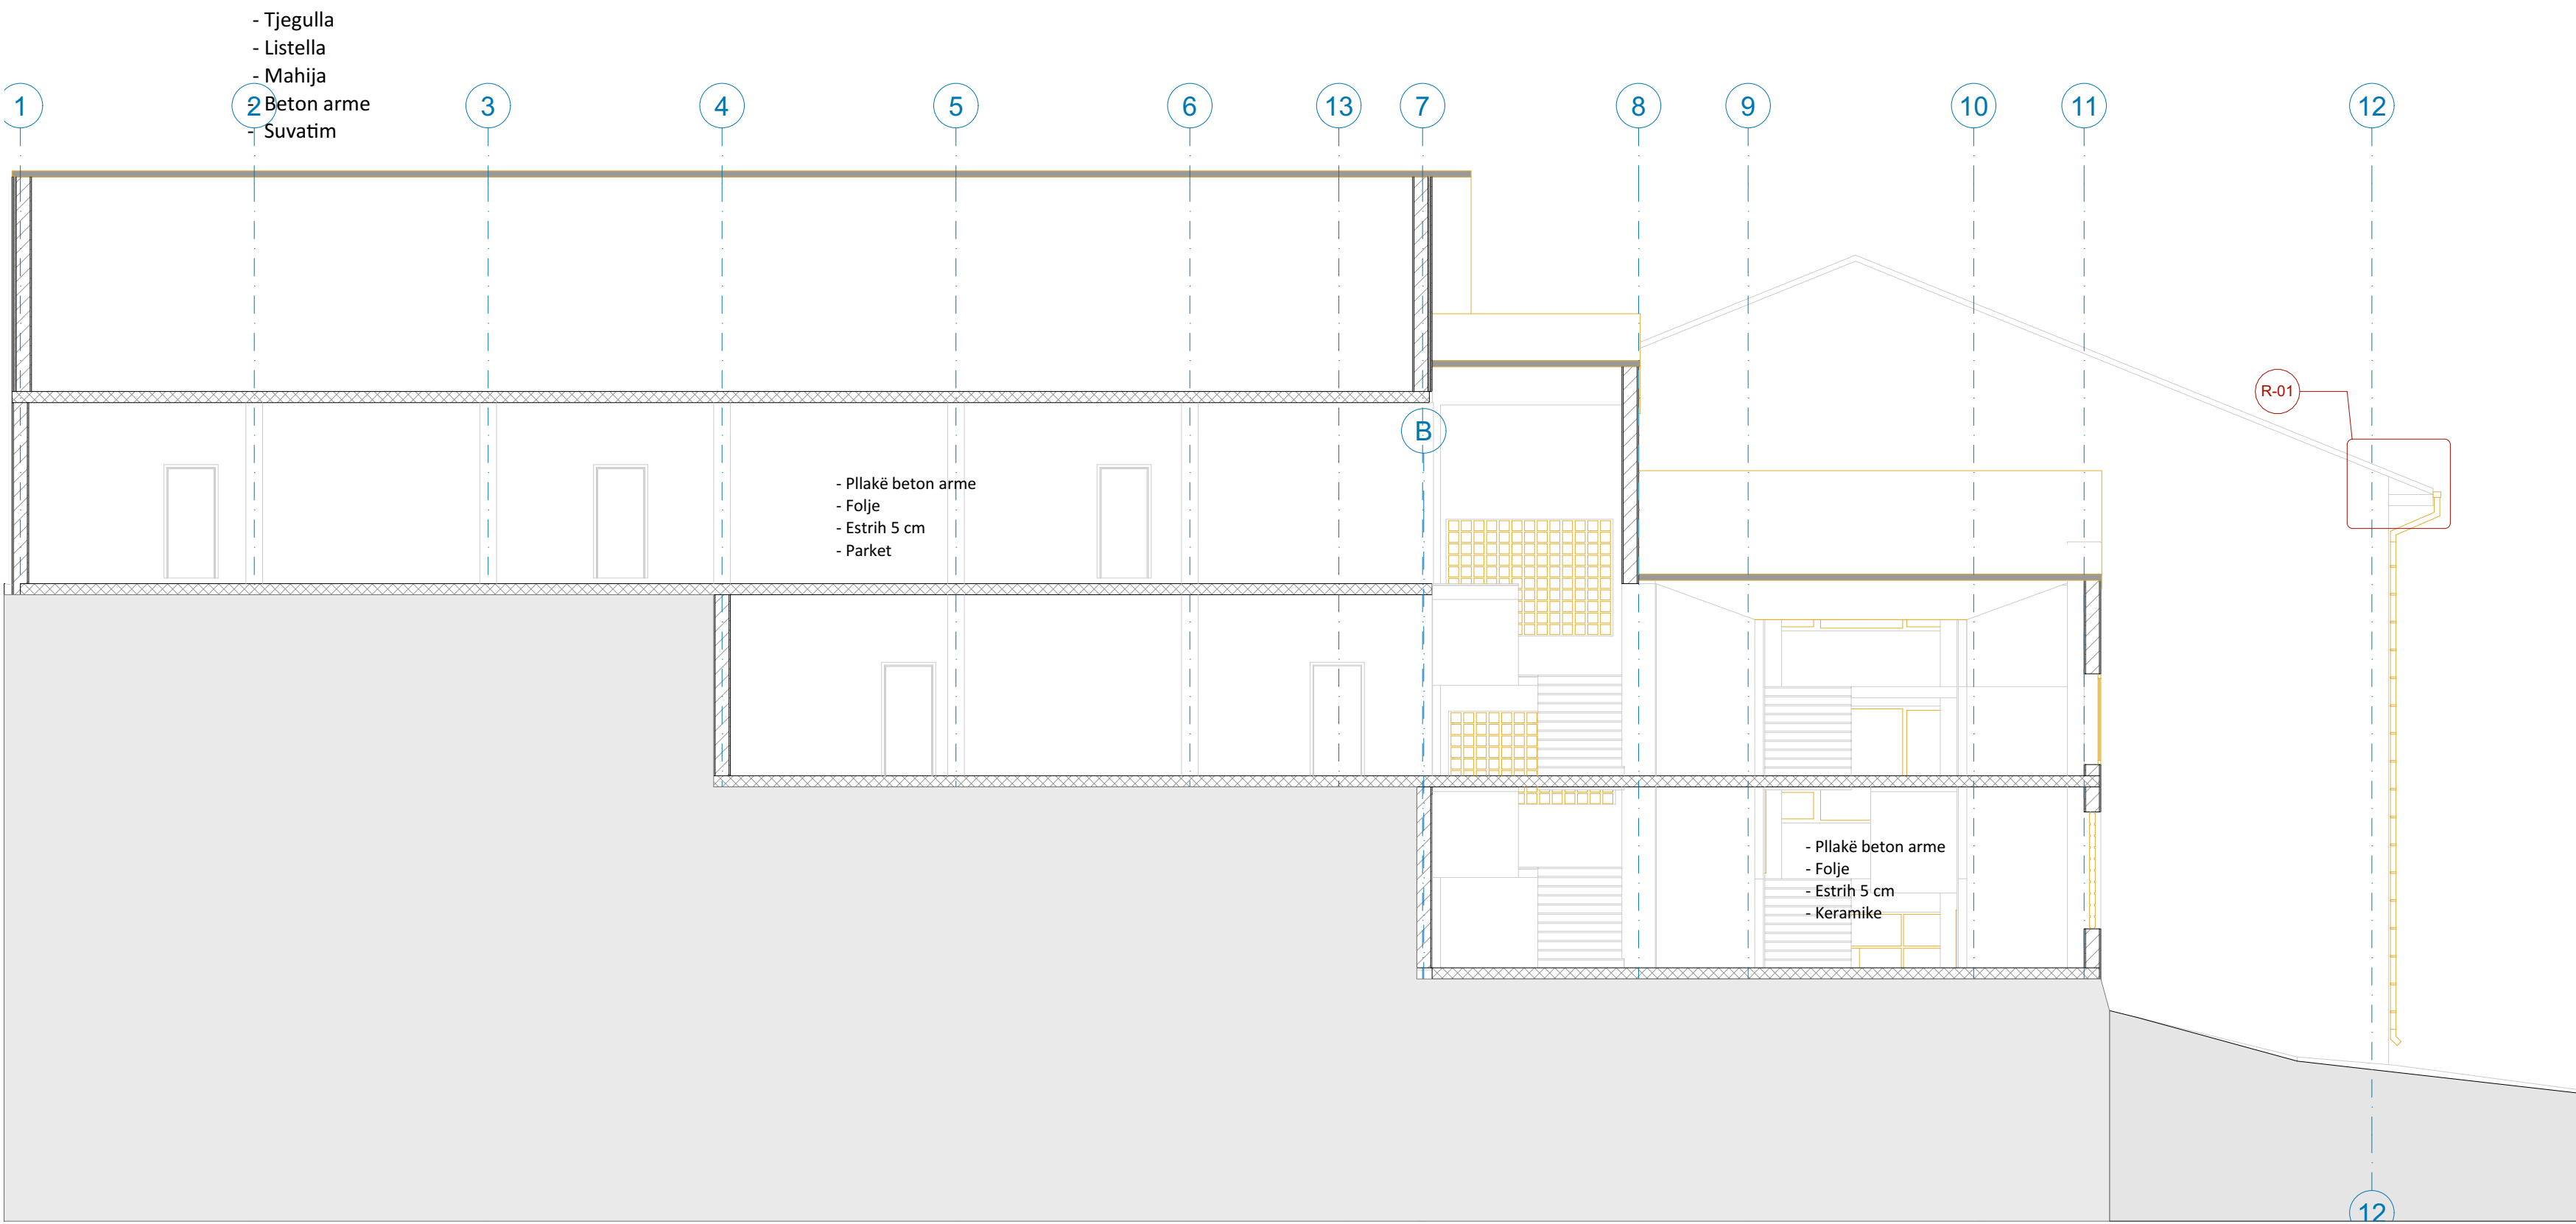 - Tjegulla
- Listella
- Mahija
- Beton arme
- Suvatim
1 2 3 4 5 6 13 7 8 9 10 11 12
R-01
B
- Pllakë beton arme
- Folje
- Estrih 5 cm
- Parket
- Pllakë beton arme
- Folje
- Estrih 5 cm
- Keramike
12